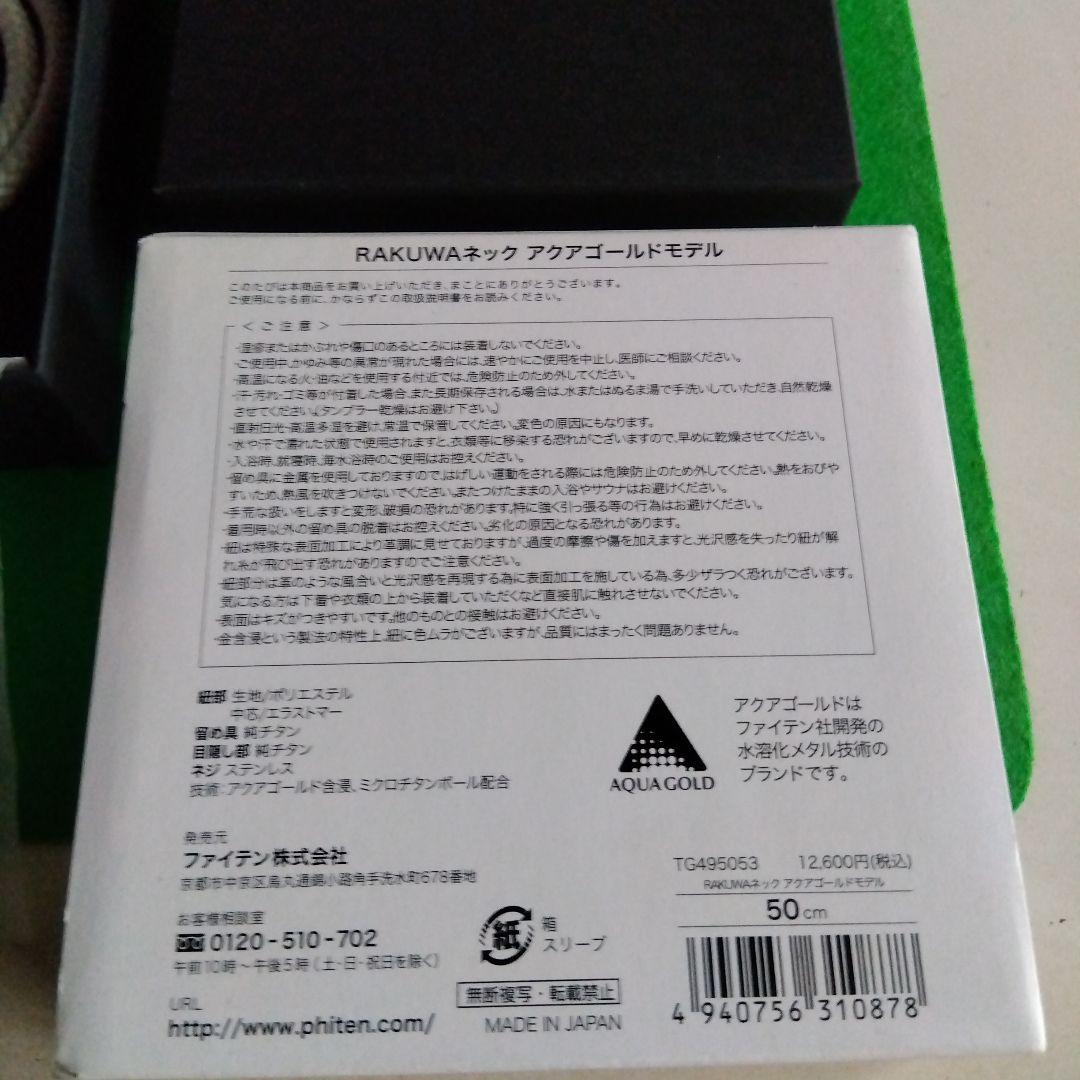 RAKUWAネック アクアゴールドモデル
このたびは本商品をお買い上げいただき、まことにありがとうございます。
ご使用になる前に、かならずこの取扱説明書をお読みください。
＜ご注意＞
・湿疹またはかぶれや傷口のあるところには装着しないでください。
・ご使用中、かゆみ等の異常が現れた場合には、速やかにご使用を中止し、医師にご相談ください。
・高温になる火・油などを使用する付近では、危険防止のため外してください。
・汗・汚れ・ゴミ等が付着した場合、また長期保存される場合は、水またはぬるま湯で手洗いしていただき、自然乾燥
させてください。(タンブラー乾燥はお避け下さい。)
・直射日光・高温多湿を避け、常温で保管してください。変色の原因にもなります。
・水や汗で濡れた状態で使用されますと、衣類等に移染する恐れがございますので、早めに乾燥させてください。
・入浴時、就寝時、海水浴時のご使用はお控えください。
・留め具に金属を使用しておりますので、はげしい運動をされる際には危険防止のため外してください。熱をおびや
すいため、熱風を吹きつけないでください。またつけたままの入浴やサウナはお避けください。
・手荒な扱いをしますと変形、破損の恐れがあります。特に強く引っ張る等の行為はお避けください。
・着用時以外の留め具の脱着はお控えください。劣化の原因となる恐れがあります。
・紐は特殊な表面加工により革調に見せておりますが、過度の摩擦や傷を加えますと、光沢感を失ったり紐が解
れ糸が飛び出す恐れがありますのでご注意ください。
・紐部分は革のような風合いと光沢感を再現する為に表面加工を施している為、多少ザラつく恐れがございます。
気になる方は下着や衣類の上から装着していただくなど直接肌に触れさせないでください。
・表面はキズがつきやすいです。他のものとの接触はお避けください。
・金含浸という製法の特性上、紐に色ムラがございますが、品質にはまったく問題ありません。
紐部 生地/ポリエステル
中芯/エラストマー
留め具 純チタン
目隠し部 純チタン
ネジ ステンレス
技術:アクアゴールド含浸、ミクロチタンボール配合
AQUA GOLD
アクアゴールドは
ファイテン社開発の
水溶化メタル技術の
ブランドです。
発売元
ファイテン株式会社
京都市中京区烏丸通錦小路角手洗水町678番地
お客様相談室
0120-510-702
午前10時～午後5時(土・日・祝日を除く)
URL
http://www.phiten.com/
紙
箱
スリーブ
無断複写・転載禁止
MADE IN JAPAN
TG495053 12,600円(税込)
RAKUWAネック アクアゴールドモデル
50cm
4 940756 310878